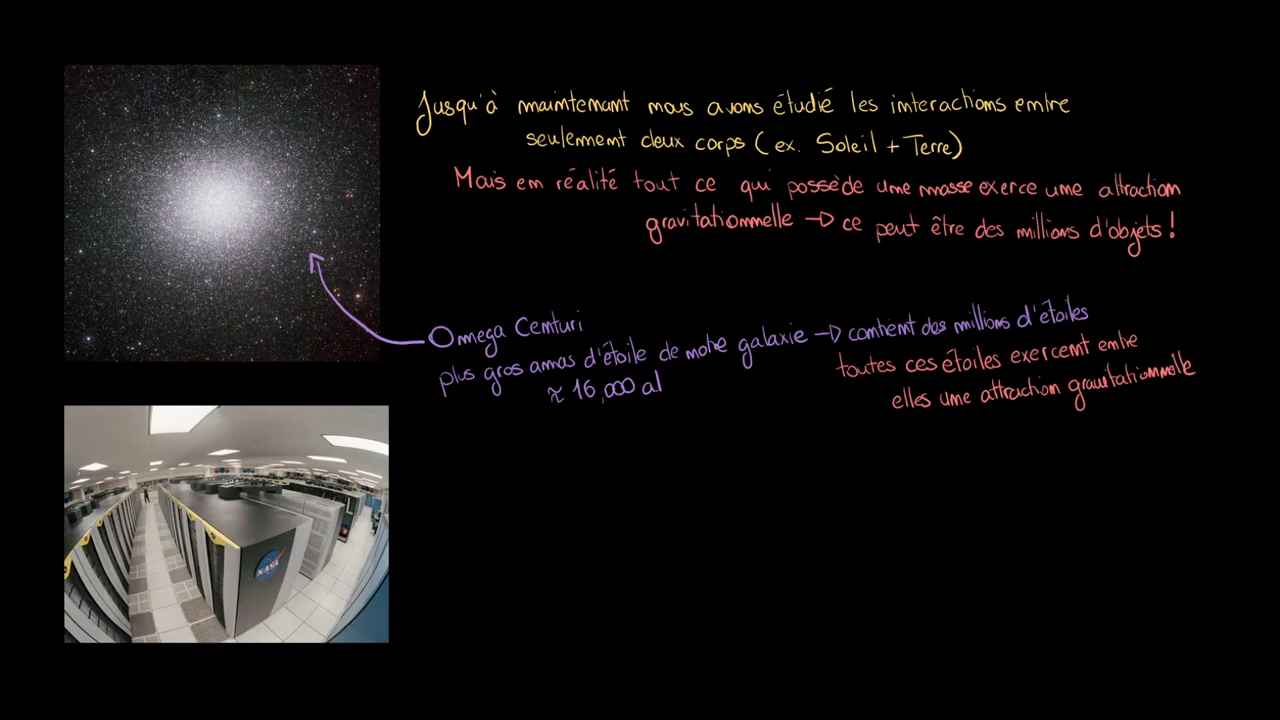 Jusqu'à maintenant nous avons étudié les interactions entre
seulement deux corps (ex. Soleil + Terre)
Mais en réalité tout ce qui possède une masse exerce une attraction
gravitationnelle → ce peut être des millions d'objets !
Omega Centuri
plus gros amas d'étoile de notre galaxie → contient des millions d'étoiles
≈ 16,000 al
toutes ces étoiles exercent entre
elles une attraction gravitationnelle
NASA